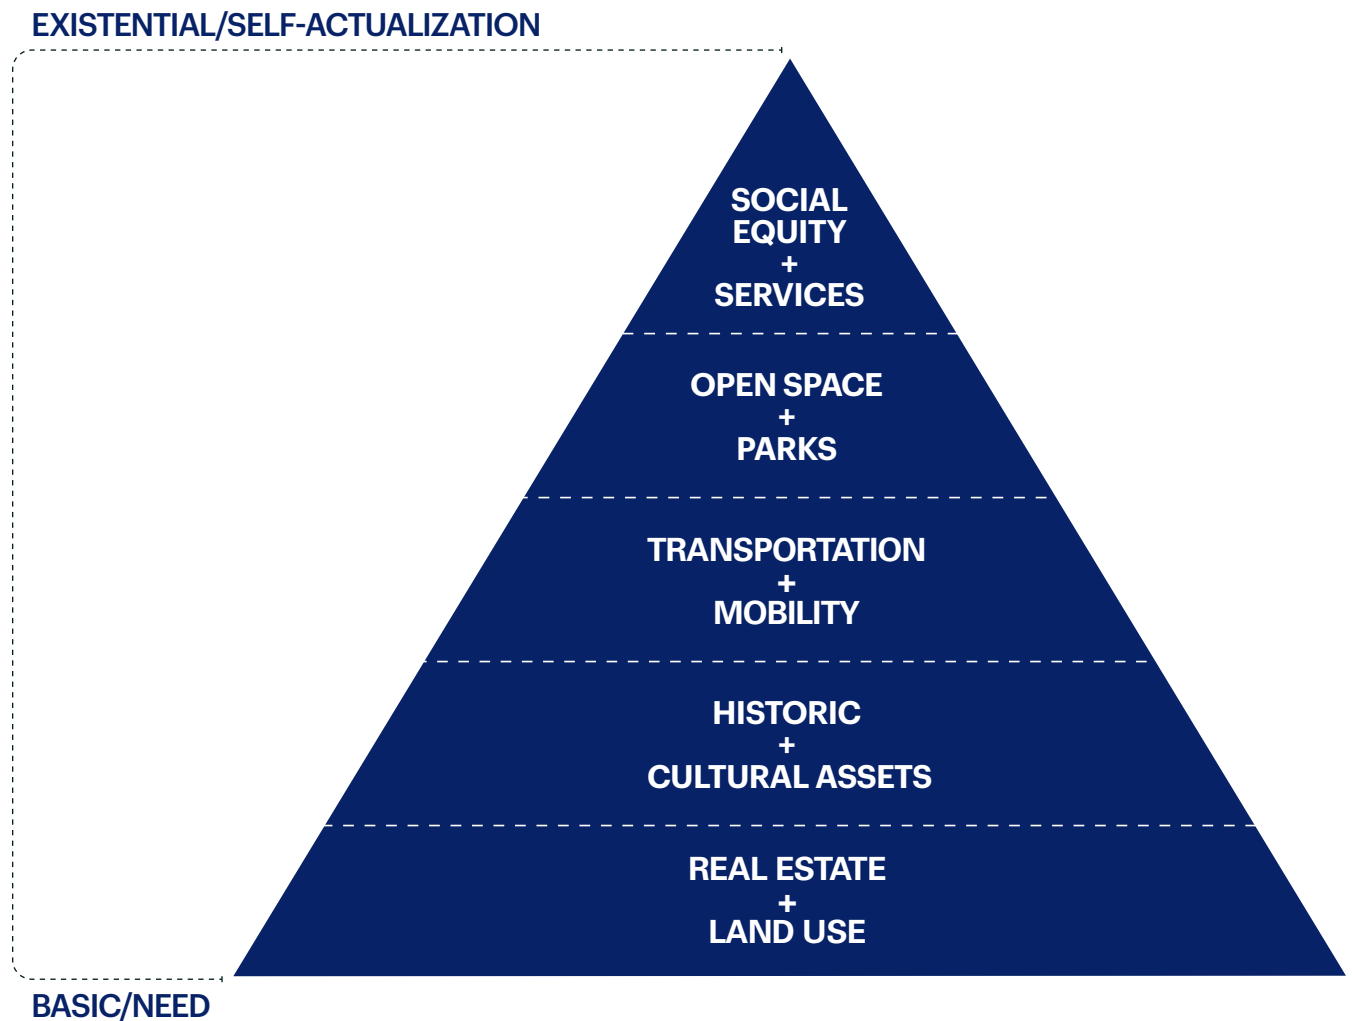 EXISTENTIAL/SELF-ACTUALIZATION
SOCIAL
EQUITY
+
SERVICES
OPEN SPACE
+
PARKS
TRANSPORTATION
+
MOBILITY
HISTORIC
+
CULTURAL ASSETS
REAL ESTATE
+
LAND USE
BASIC/NEED